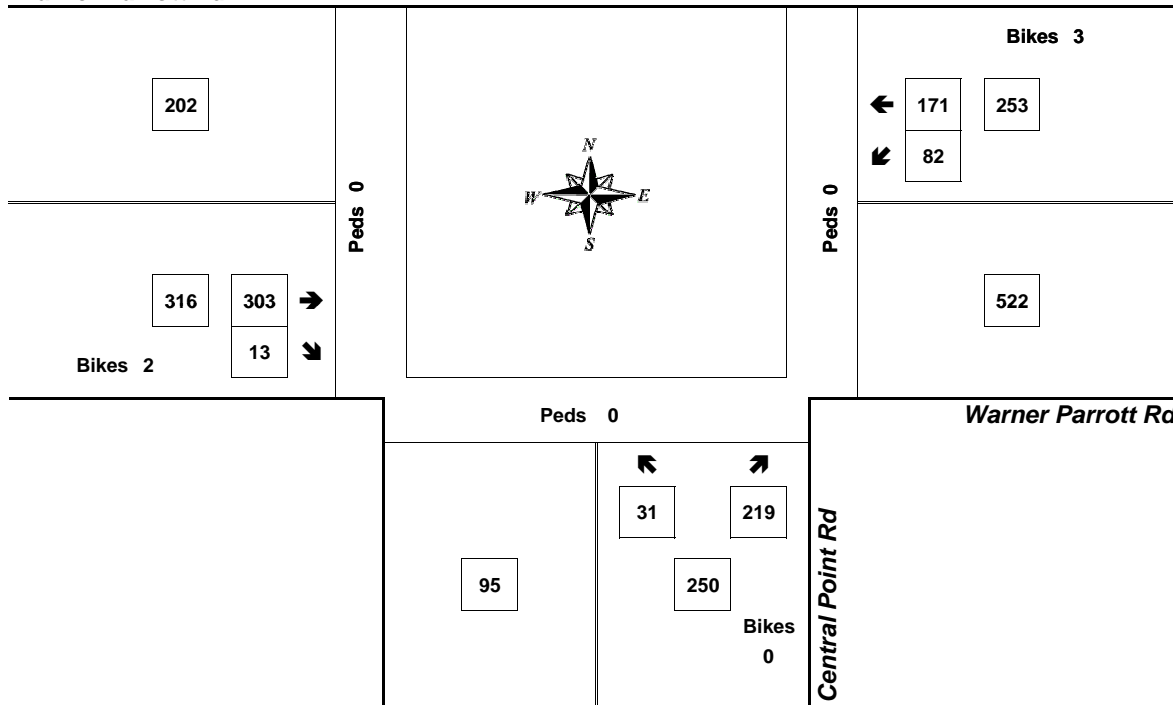 Bikes 3
202
171 253
82
N
W E
S
Peds 0
Peds 0
316 303
13
Bikes 2
522
Peds 0
Warner Parrott Rd
31 219
95 250
Bikes
0
Central Point Rd